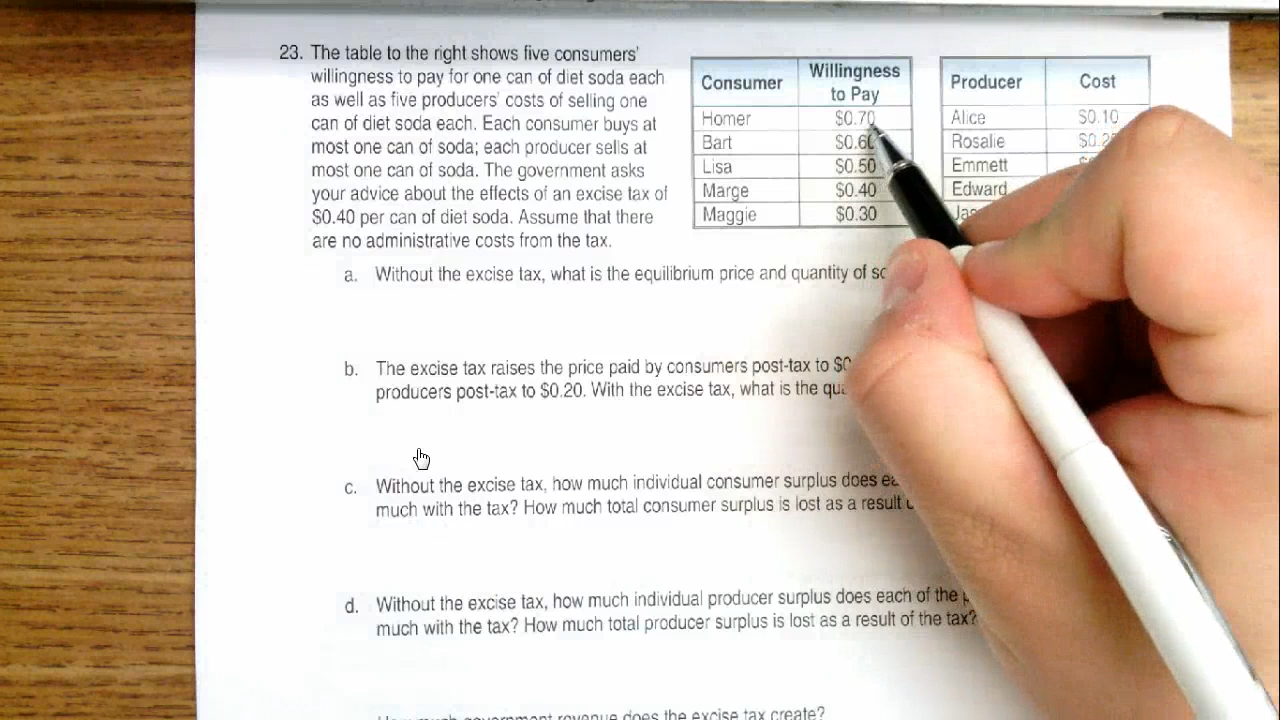 23. The table to the right shows five consumers'
willingness to pay for one can of diet soda each
as well as five producers' costs of selling one
can of diet soda each. Each consumer buys at
most one can of soda; each producer sells at
most one can of soda. The government asks
your advice about the effects of an excise tax of
$0.40 per can of diet soda. Assume that there
are no administrative costs from the tax.
Consumer Willingness to Pay
Homer $0.70
Bart $0.60
Lisa $0.50
Marge $0.40
Maggie $0.30
Producer Cost
Alice $0.10
Rosalie
Emmett
Edward
a. Without the excise tax, what is the equilibrium price and quantity of
b. The excise tax raises the price paid by consumers post-tax to
producers post-tax to $0.20. With the excise tax, what is the
c. Without the excise tax, how much individual consumer surplus does
much with the tax? How much total consumer surplus is lost as a result
d. Without the excise tax, how much individual producer surplus does each of the
much with the tax? How much total producer surplus is lost as a result of the tax?
How much government revenue does the excise tax create?